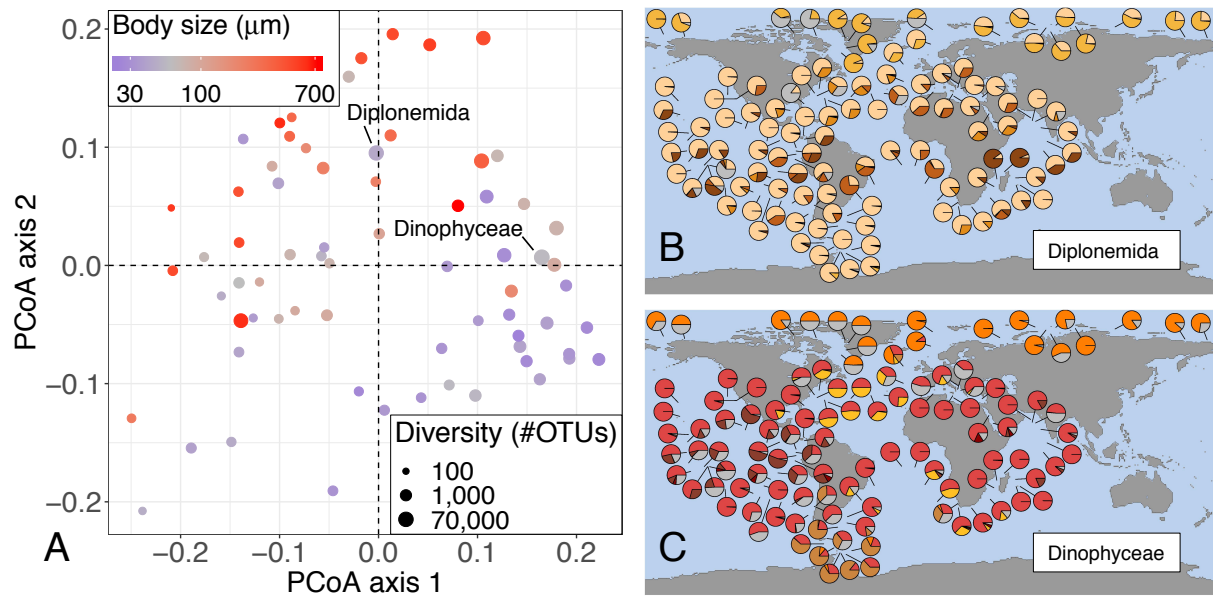 Body size (μm)
30 100 700
Diplonemida
Dinophyceae
Diversity (#OTUs)
100
1,000
70,000
0.2
0.1
0.0
−0.1
−0.2
PCoA axis 2
−0.2 −0.1 0.0 0.1 0.2
PCoA axis 1
A
B
Diplonemida
C
Dinophyceae